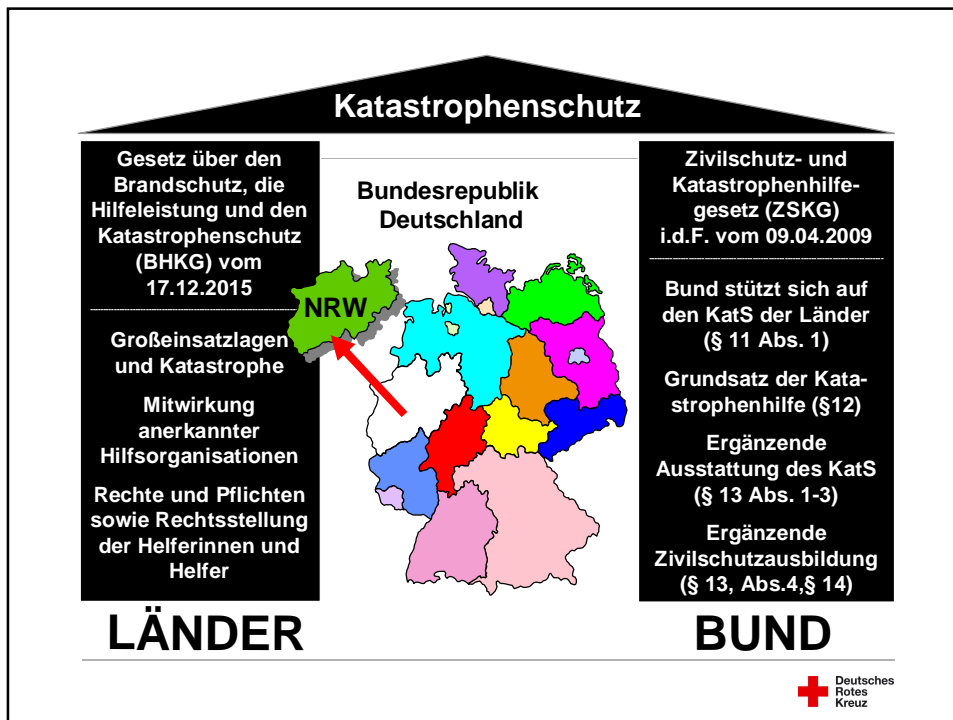 Katastrophenschutz
Gesetz über den
Brandschutz, die
Hilfeleistung und den
Katastrophenschutz
(BHKG) vom
17.12.2015
Großeinsatzlagen
und Katastrophe
Mitwirkung
anerkannter
Hilfsorganisationen
Rechte und Pflichten
sowie Rechtsstellung
der Helferinnen und
Helfer
LÄNDER
Bundesrepublik
Deutschland
NRW
Zivilschutz- und
Katastrophenhilfe-
gesetz (ZSKG)
i.d.F. vom 09.04.2009
Bund stützt sich auf
den KatS der Länder
(§ 11 Abs. 1)
Grundsatz der Kata-
strophenhilfe (§12)
Ergänzende
Ausstattung des KatS
(§ 13 Abs. 1-3)
Ergänzende
Zivilschutzausbildung
(§ 13, Abs.4,§ 14)
BUND
Deutsches
Rotes
Kreuz